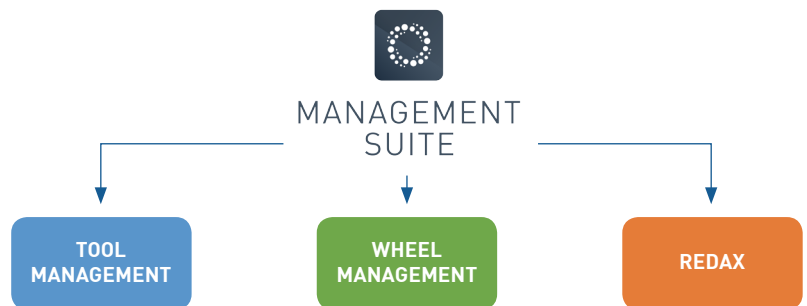 MANAGEMENT
SUITE
TOOL
MANAGEMENT
WHEEL
MANAGEMENT
REDAX